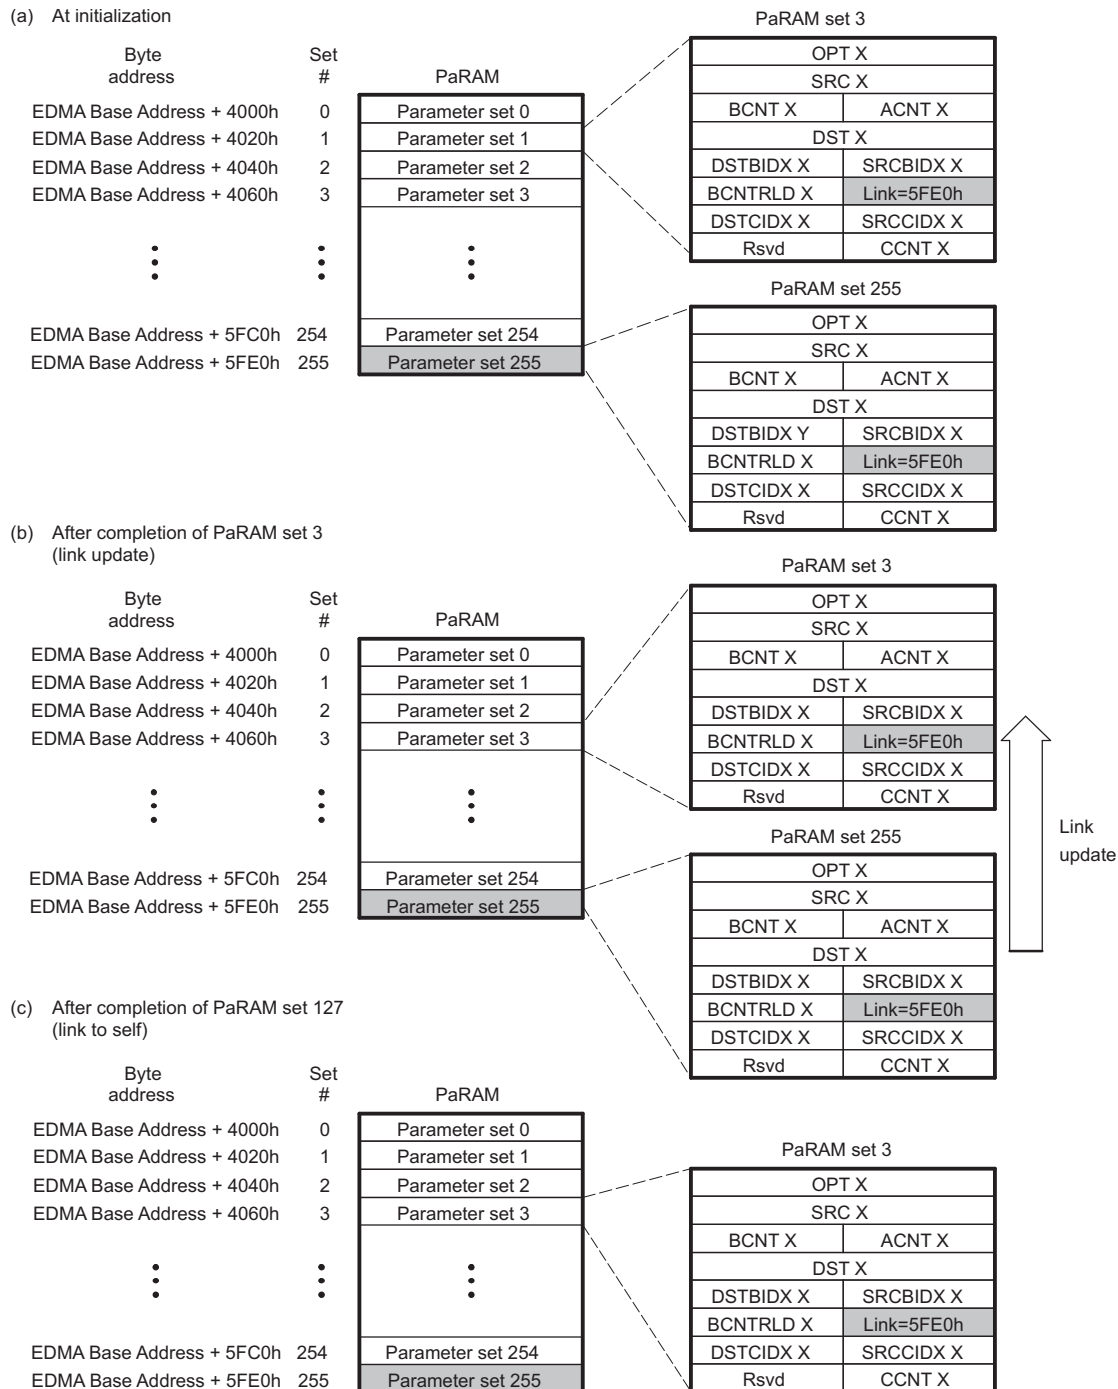 (a) At initialization
Byte address
Set #
PaRAM
EDMA Base Address + 4000h 0 Parameter set 0
EDMA Base Address + 4020h 1 Parameter set 1
EDMA Base Address + 4040h 2 Parameter set 2
EDMA Base Address + 4060h 3 Parameter set 3
EDMA Base Address + 5FC0h 254 Parameter set 254
EDMA Base Address + 5FE0h 255 Parameter set 255
PaRAM set 3
OPT X
SRC X
BCNT X ACNT X
DST X
DSTBIDX X SRCBIDX X
BCNTRLD X Link=5FE0h
DSTCIDX X SRCCIDX X
Rsvd CCNT X
PaRAM set 255
OPT X
SRC X
BCNT X ACNT X
DST X
DSTBIDX Y SRCBIDX X
BCNTRLD X Link=5FE0h
DSTCIDX X SRCCIDX X
Rsvd CCNT X
(b) After completion of PaRAM set 3
(link update)
Byte address
Set #
PaRAM
EDMA Base Address + 4000h 0 Parameter set 0
EDMA Base Address + 4020h 1 Parameter set 1
EDMA Base Address + 4040h 2 Parameter set 2
EDMA Base Address + 4060h 3 Parameter set 3
EDMA Base Address + 5FC0h 254 Parameter set 254
EDMA Base Address + 5FE0h 255 Parameter set 255
PaRAM set 3
OPT X
SRC X
BCNT X ACNT X
DST X
DSTBIDX X SRCBIDX X
BCNTRLD X Link=5FE0h
DSTCIDX X SRCCIDX X
Rsvd CCNT X
PaRAM set 255
OPT X
SRC X
BCNT X ACNT X
DST X
DSTBIDX X SRCBIDX X
BCNTRLD X Link=5FE0h
DSTCIDX X SRCCIDX X
Rsvd CCNT X
Link
update
(c) After completion of PaRAM set 127
(link to self)
Byte address
Set #
PaRAM
EDMA Base Address + 4000h 0 Parameter set 0
EDMA Base Address + 4020h 1 Parameter set 1
EDMA Base Address + 4040h 2 Parameter set 2
EDMA Base Address + 4060h 3 Parameter set 3
EDMA Base Address + 5FC0h 254 Parameter set 254
EDMA Base Address + 5FE0h 255 Parameter set 255
PaRAM set 3
OPT X
SRC X
BCNT X ACNT X
DST X
DSTBIDX X SRCBIDX X
BCNTRLD X Link=5FE0h
DSTCIDX X SRCCIDX X
Rsvd CCNT X